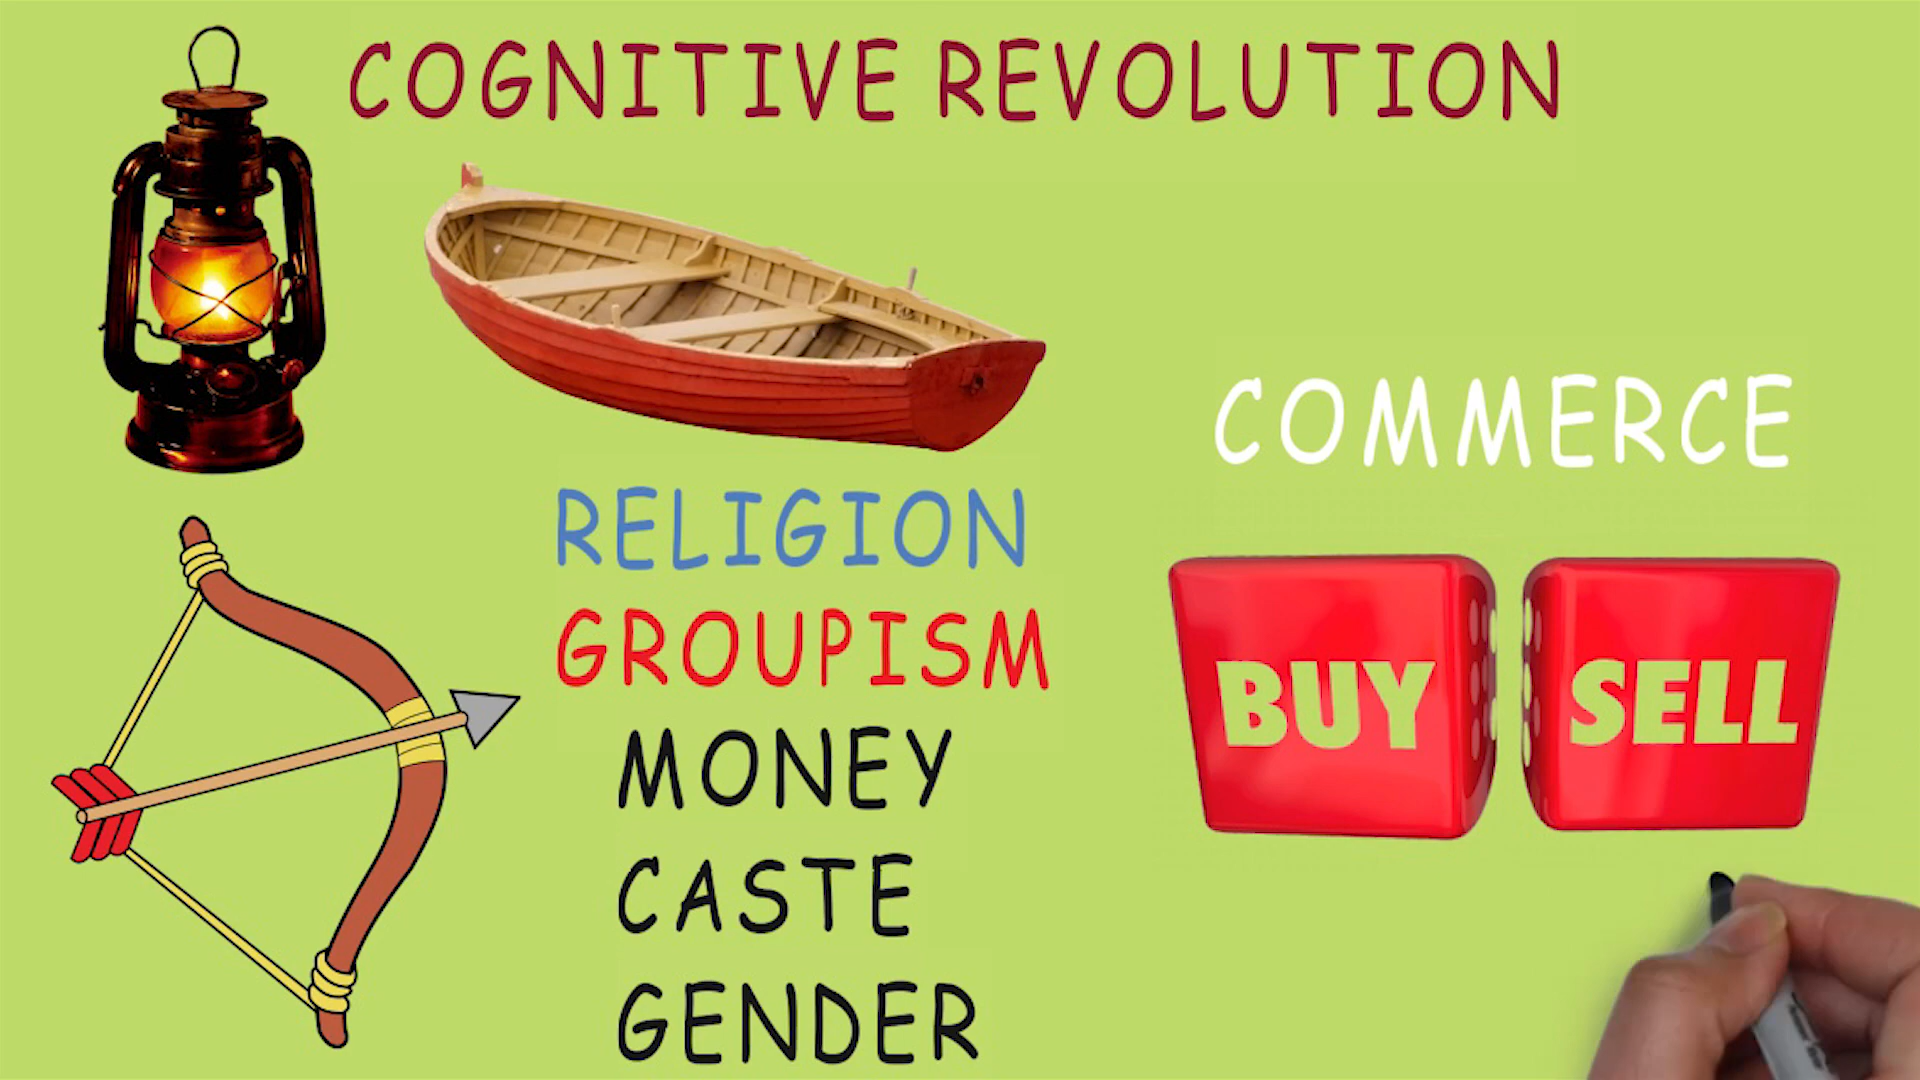 COGNITIVE REVOLUTION
COMMERCE
RELIGION
GROUPISM
MONEY
CASTE
GENDER
BUY
SELL